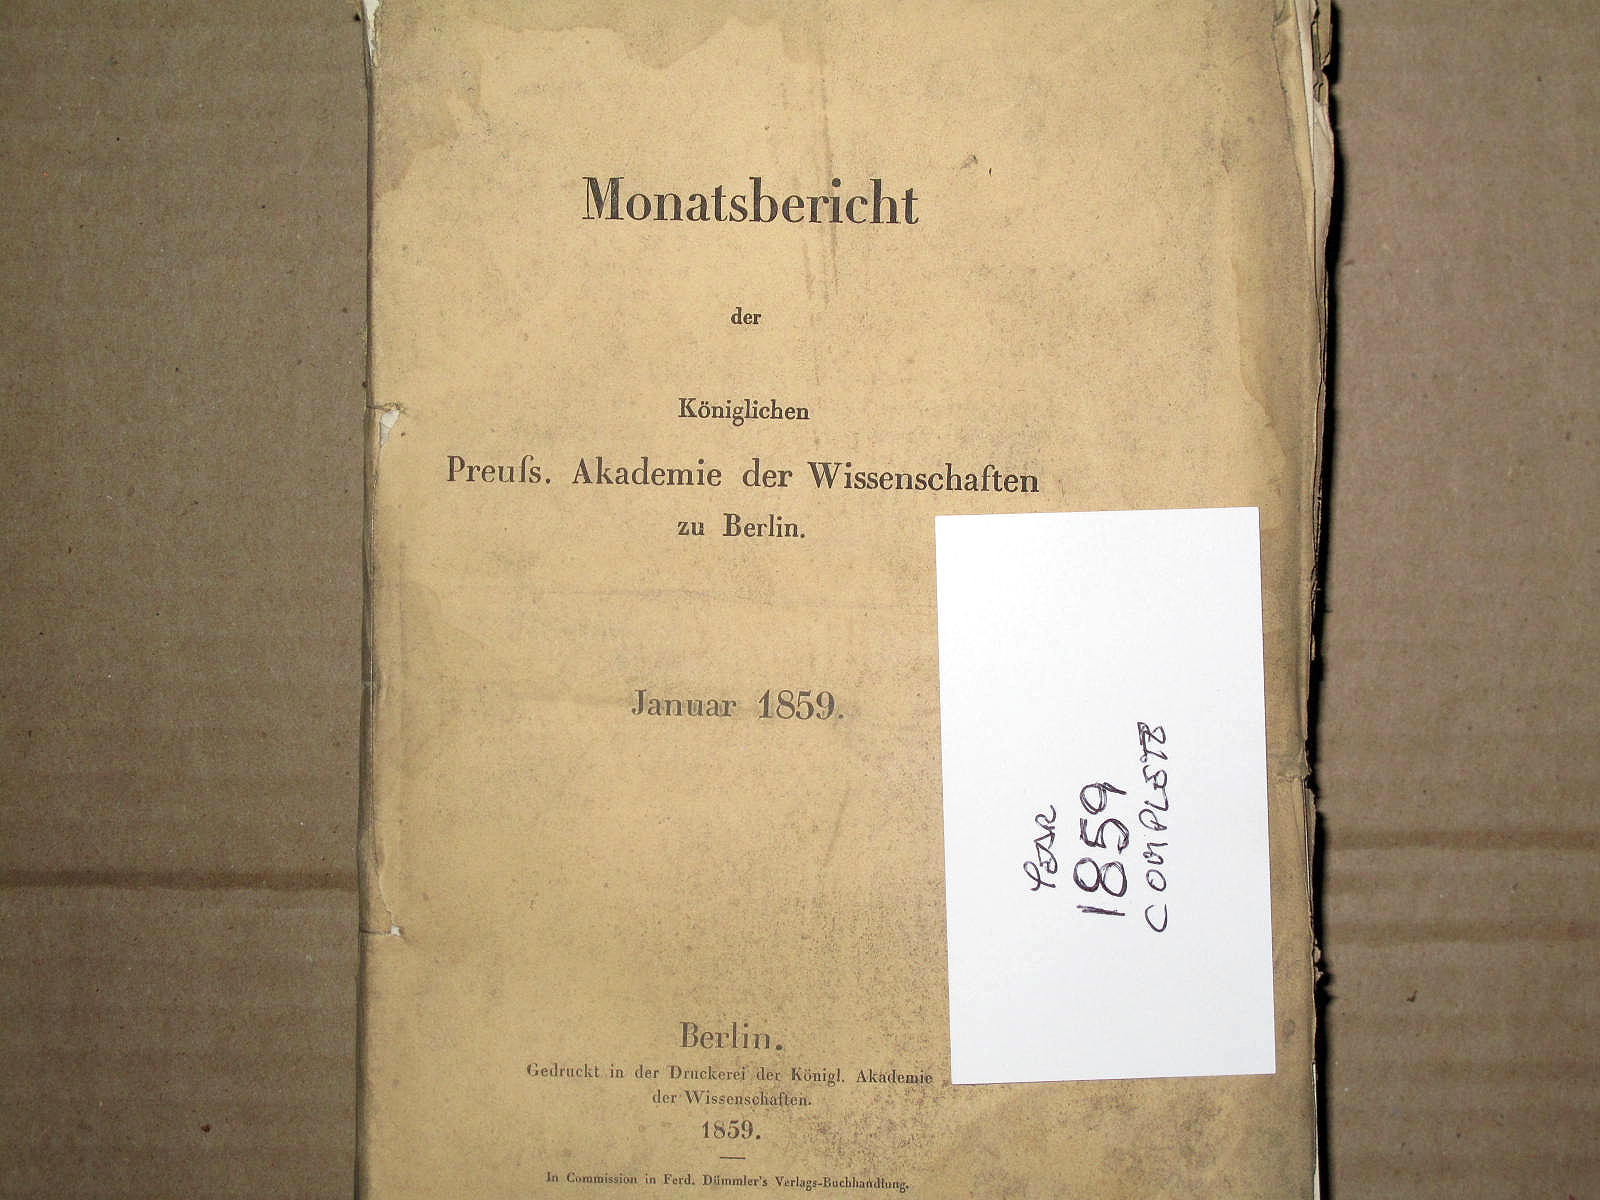 Monatsbericht
der
Königlichen
Preuſs. Akademie der Wissenschaften
zu Berlin.
Januar 1859.
Berlin.
Gedruckt in der Druckerei der Königl. Akademie
der Wissenschaften.
1859.
In Commission in Ferd. Dümmler's Verlags-Buchhandlung.
YEAR
1859
COMPLETE